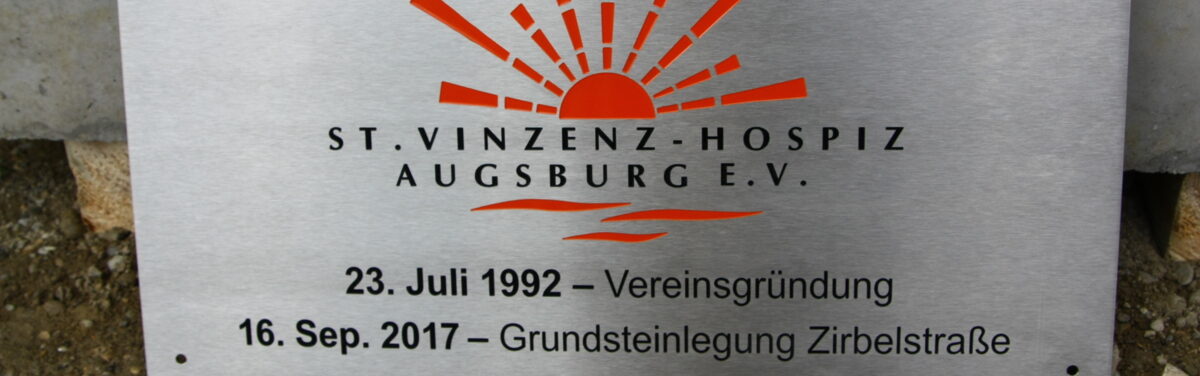 ST. VINZENZ-HOSPIZ
AUGSBURG E.V.
23. Juli 1992 – Vereinsgründung
16. Sep. 2017 – Grundsteinlegung Zirbelstraße